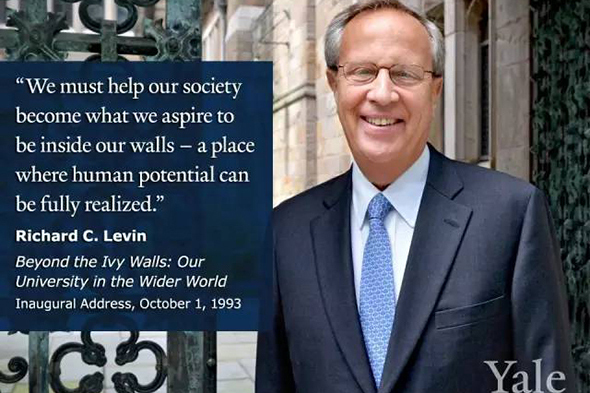 “We must help our society
become what we aspire to
be inside our walls – a place
where human potential can
be fully realized.”
Richard C. Levin
Beyond the Ivy Walls: Our
University in the Wider World
Inaugural Address, October 1, 1993
Yale